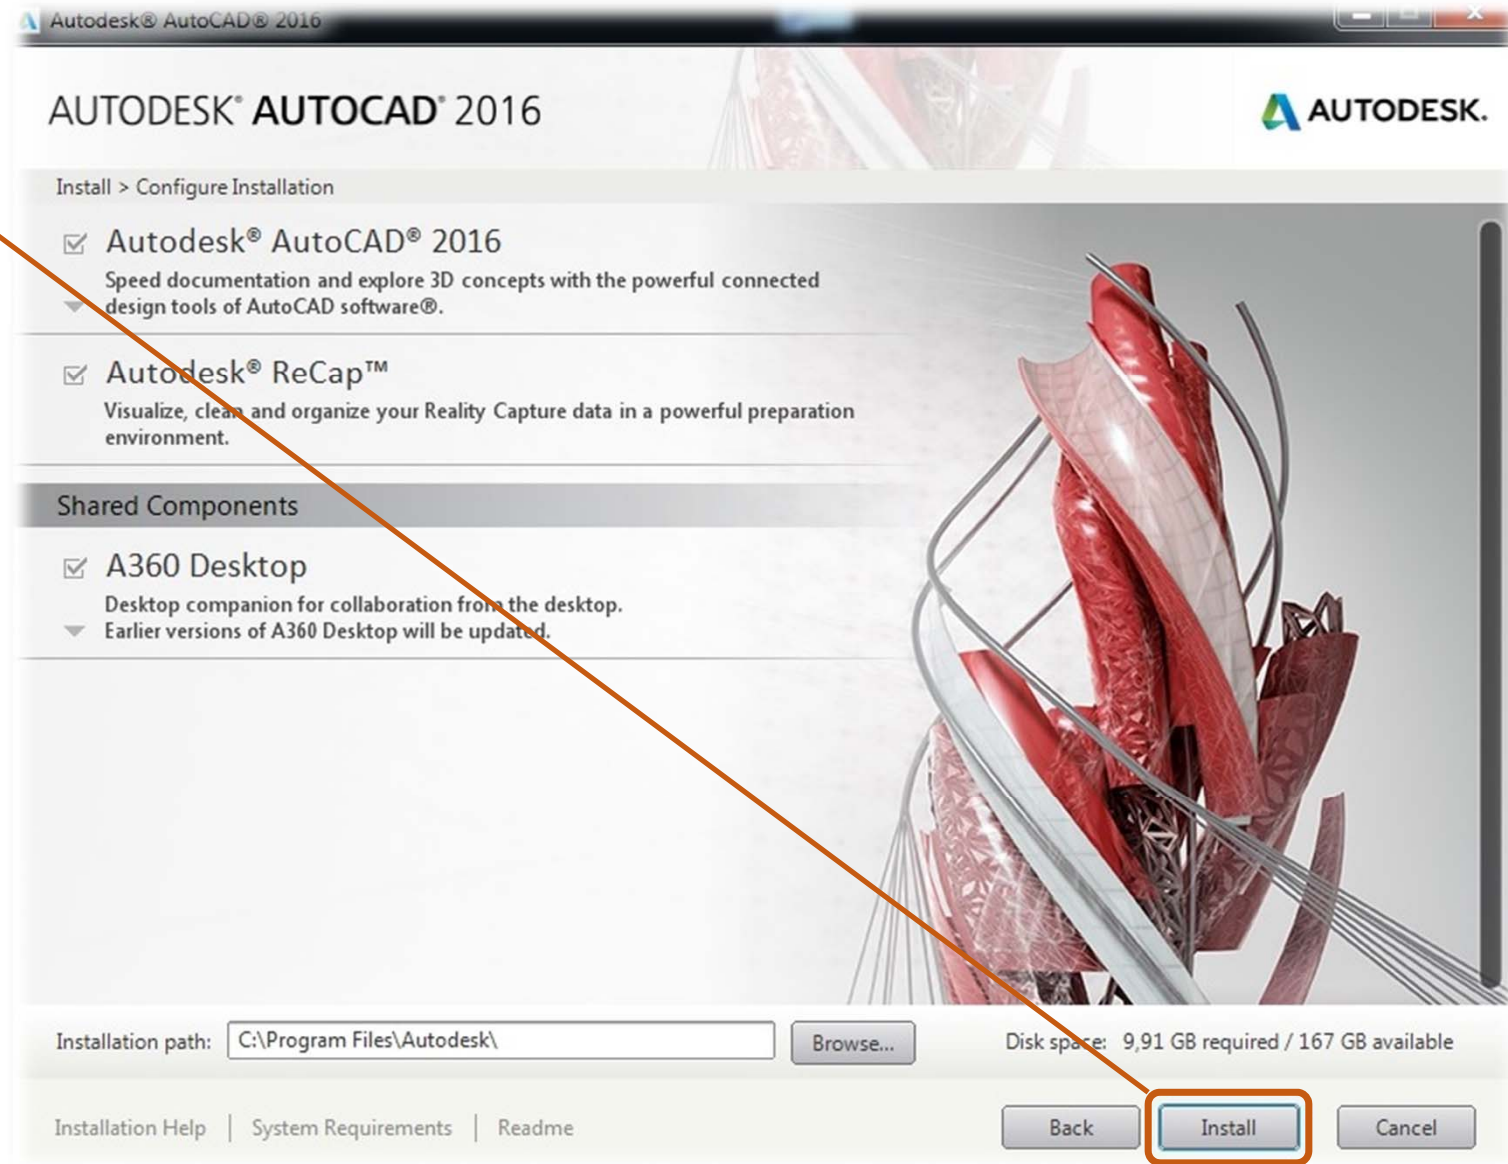 Autodesk® AutoCAD® 2016
AUTODESK® AUTOCAD® 2016
AUTODESK.
Install > Configure Installation
Autodesk® AutoCAD® 2016
Speed documentation and explore 3D concepts with the powerful connected
design tools of AutoCAD software®.
Autodesk® ReCap™
Visualize, clean and organize your Reality Capture data in a powerful preparation
environment.
Shared Components
A360 Desktop
Desktop companion for collaboration from the desktop.
Earlier versions of A360 Desktop will be updated.
Installation path: C:\Program Files\Autodesk\ Browse... Disk space: 9,91 GB required / 167 GB available
Installation Help | System Requirements | Readme Back Install Cancel